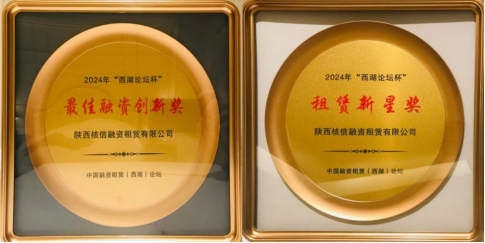 2024年“西湖论坛杯”
最佳融资创新奖
陕西核信融资租赁有限公司
中国融资租赁（西湖）论坛
2024年“西湖论坛杯”
租赁新星奖
陕西核信融资租赁有限公司
中国融资租赁（西湖）论坛